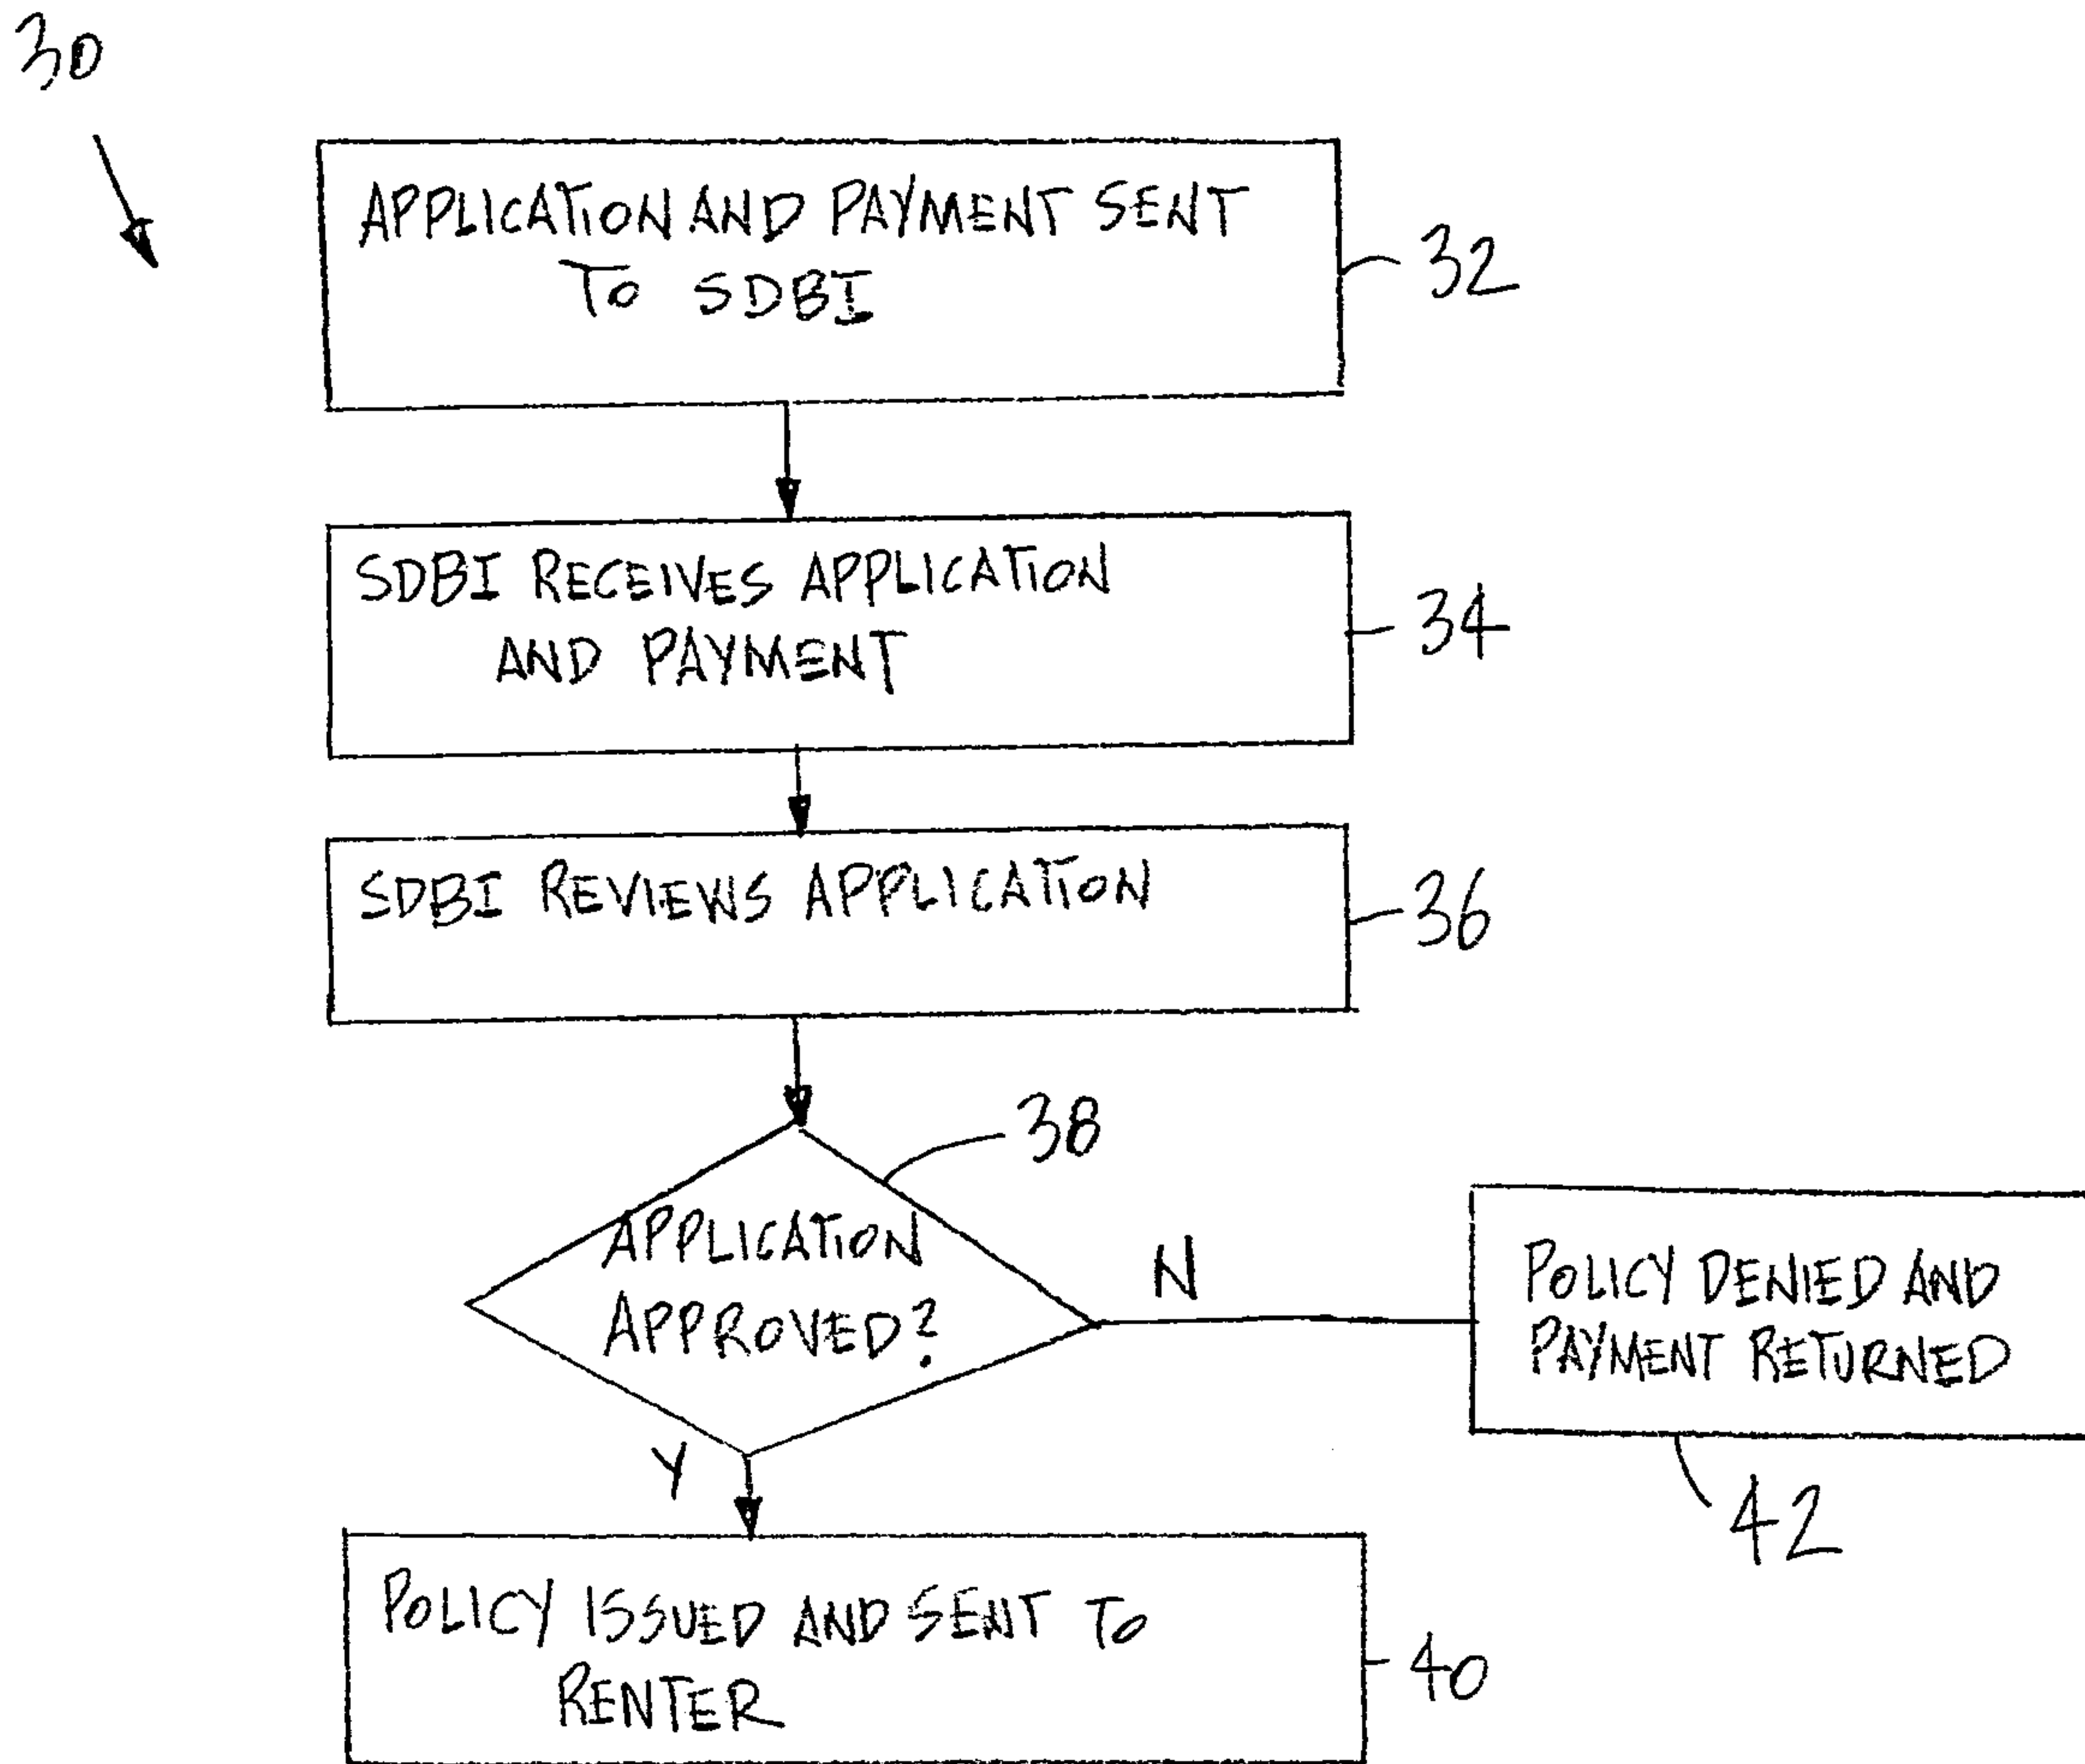 30
APPLICATION AND PAYMENT SENT
TO SDBI
32
SDBI RECEIVES APPLICATION
AND PAYMENT
34
SDBI REVIEWS APPLICATION
36
38
APPLICATION
APPROVED?
N
POLICY DENIED AND
PAYMENT RETURNED
42
Y
POLICY ISSUED AND SENT TO
RENTER
40